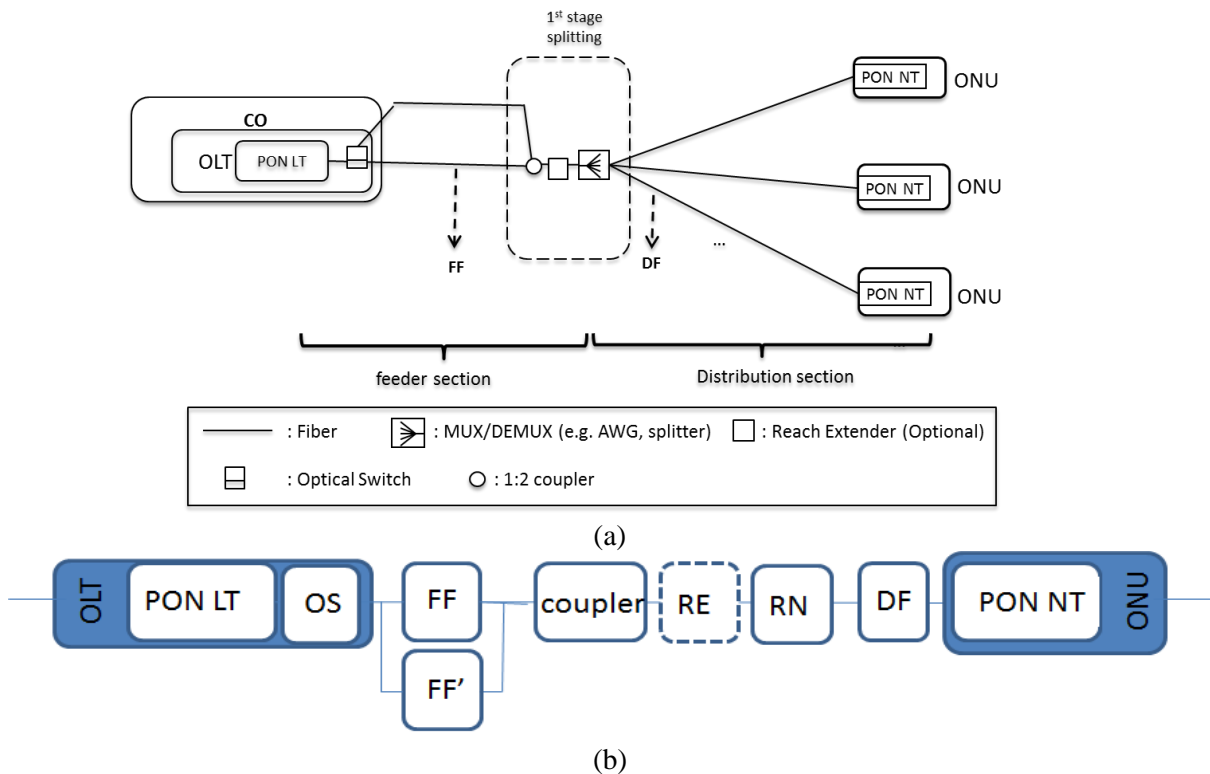 1st stage
splitting
PON NT
ONU
CO
OLT
PON LT
PON NT
ONU
FF
DF
...
PON NT
ONU
...
feeder section
Distribution section
: Fiber
: MUX/DEMUX (e.g. AWG, splitter)
: Reach Extender (Optional)
: Optical Switch
: 1:2 coupler
(a)
OLT
PON LT
OS
FF
coupler
RE
RN
DF
PON NT
ONU
FF'
(b)